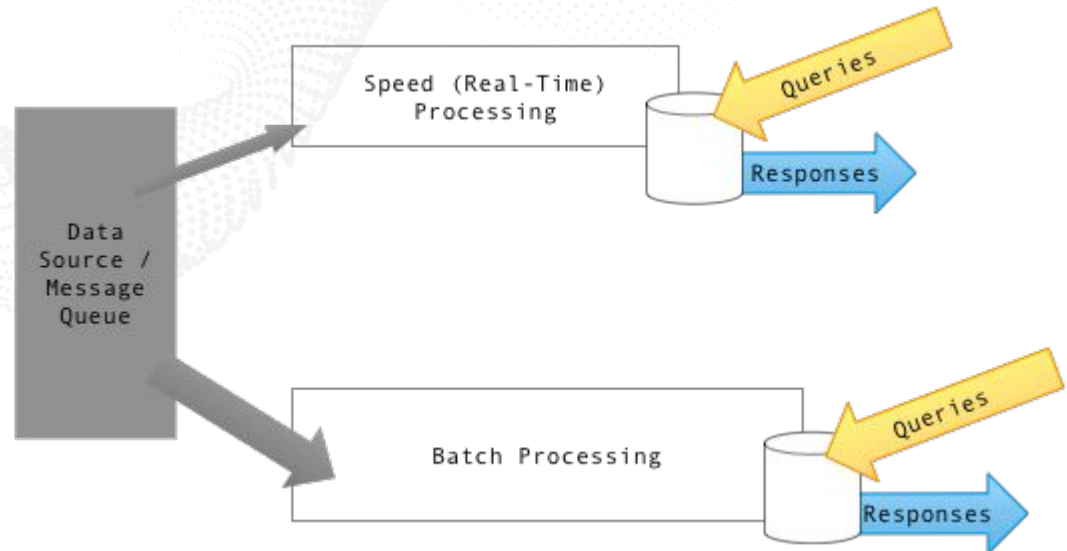 Speed (Real-Time)
Processing
Queries
Responses
Data
Source /
Message
Queue
Batch Processing
Queries
Responses